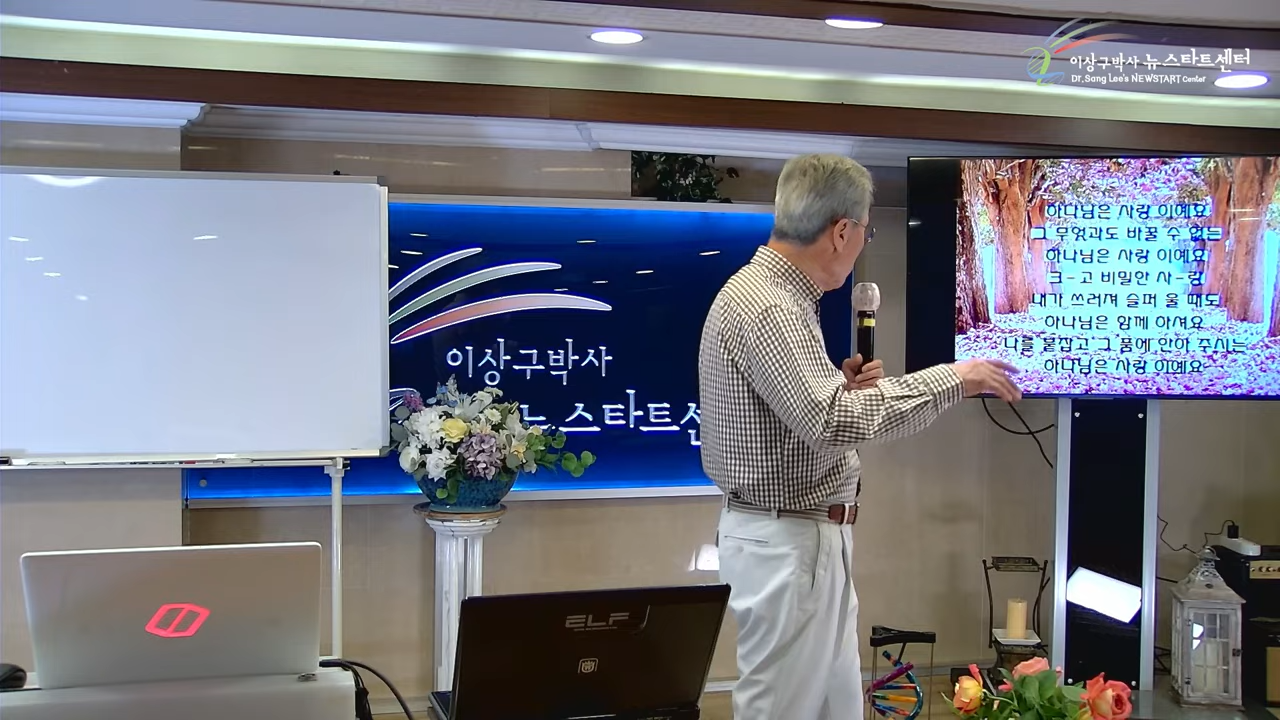 이상구박사 뉴스타트센터
Dr. Sang Lee's NEWSTART Center
하나님은 사랑 이예요
그 무엇과도 바꿀 수 없는
하나님은 사랑 이예요
크-고 비밀한 사-랑
내가 쓰러져 슬퍼 울 때도
하나님은 함께 아셔요
나를 붙잡고 그 품에 안아 주시는
하나님은 사랑 이예요
이상구박사
뉴스타트센
ELF